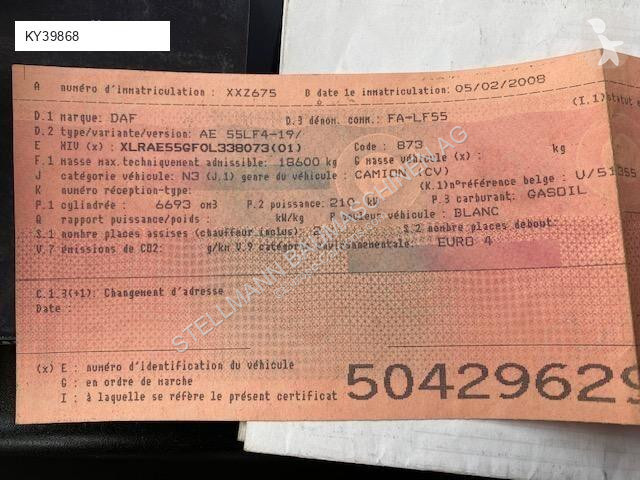 KY39868
A numéro d'immatriculation : XXZ675 B date 1e immatriculation: 05/02/2008
(I.1)statut
D.1 marque: DAF D.3 dénom. comm.: FA-LF55
D.2 type/variante/version: AE 55LF4-19/
E NIV (x) : XLRAE55GF0L338073(01) Code : 873
F.1 masse max.techniquement admissible: 18600 kg G masse véhicule (x) : kg
J catégorie véhicule: N3 (J.1) genre du véhicule : CAMION (CV)
K numéro réception-type: (K.1)n°référence belge : U/51355
P.1 cylindrée : 6693 cm3 P.2 puissance: 210 kW P.3 carburant: GASOIL
Q rapport puissance/poids : kW/kg R couleur véhicule : BLANC
S.1 nombre places assises (chauffeur inclus): 2 S.2 nombre places debout:
V.7 émissions de CO2: g/km V.9 catégorie environnementale: EURO 4
STELLMANN BAUMASCHINEN AG
C.1.3(+1): Changement d'adresse
Date :
(x) E : numéro d'identification du véhicule
G : en ordre de marche
I : à laquelle se réfère le présent certificat
50429629